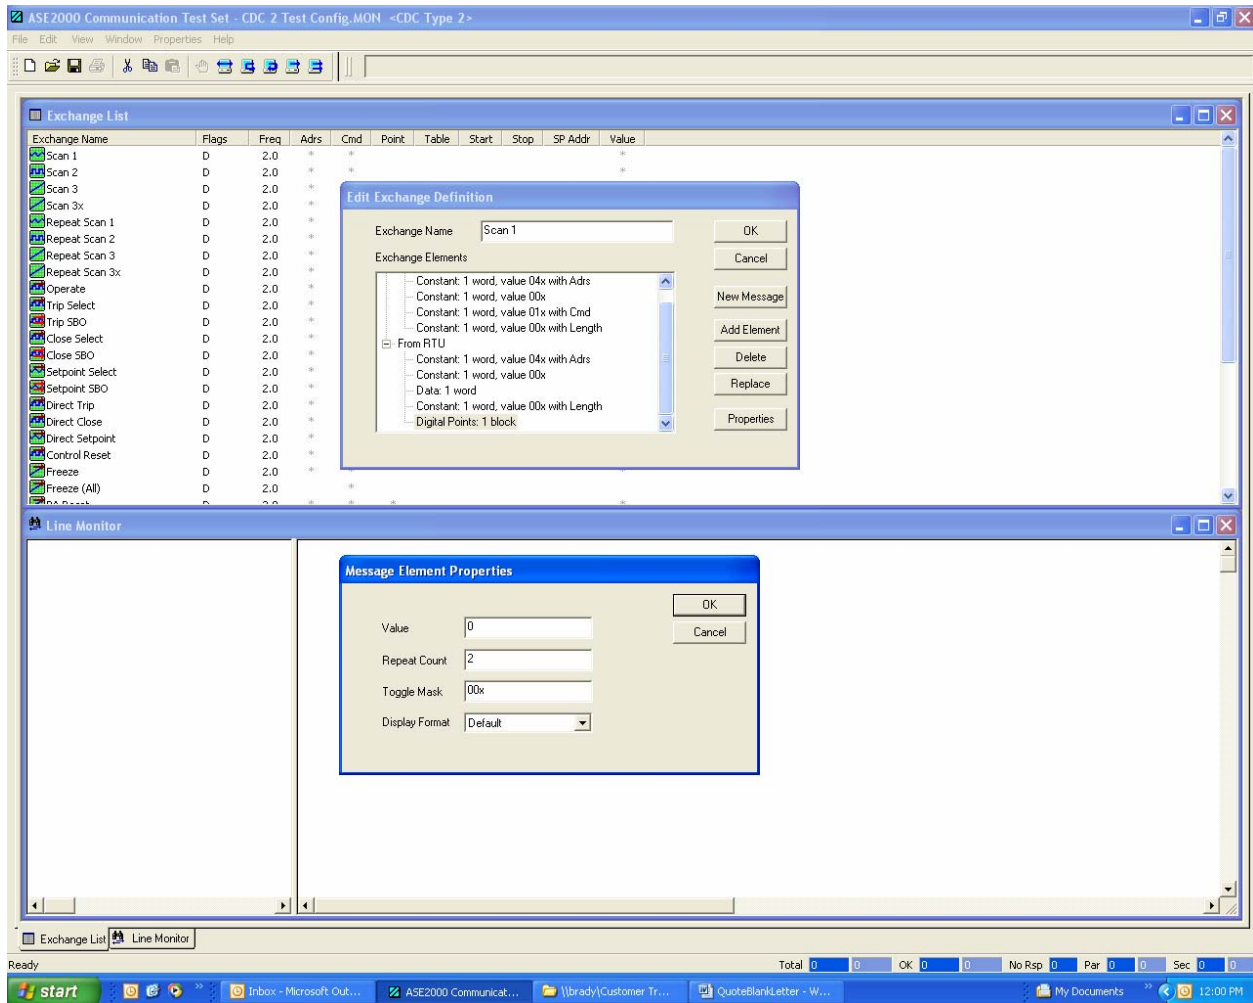 ASE2000 Communication Test Set - CDC 2 Test Config.MON <CDC Type 2>
File Edit View Window Properties Help
Exchange List
Exchange Name Flags Freq Adrs Cmd Point Table Start Stop SP Addr Value
Scan 1 D 2.0 * * *
Scan 2 D 2.0 * * *
Scan 3 D 2.0 *
Scan 3x D 2.0 *
Repeat Scan 1 D 2.0 *
Repeat Scan 2 D 2.0 *
Repeat Scan 3 D 2.0 *
Repeat Scan 3x D 2.0 *
Operate D 2.0 *
Trip Select D 2.0 *
Trip SBO D 2.0 *
Close Select D 2.0 *
Close SBO D 2.0 *
Setpoint Select D 2.0 *
Setpoint SBO D 2.0 *
Direct Trip D 2.0 *
Direct Close D 2.0 *
Direct Setpoint D 2.0 *
Control Reset D 2.0 *
Freeze D 2.0 * * *
Freeze (All) D 2.0 *
Edit Exchange Definition
Exchange Name Scan 1
OK
Exchange Elements
Cancel
Constant: 1 word, value 04x with Adrs
Constant: 1 word, value 00x
New Message
Constant: 1 word, value 01x with Cmd
Constant: 1 word, value 00x with Length
Add Element
From RTU
Constant: 1 word, value 04x with Adrs
Delete
Constant: 1 word, value 00x
Data: 1 word
Replace
Constant: 1 word, value 00x with Length
Digital Points: 1 block
Properties
Line Monitor
Message Element Properties
OK
Value 0
Cancel
Repeat Count 2
Toggle Mask 00x
Display Format Default
Exchange List Line Monitor
Ready Total 0 0 OK 0 0 No Rsp 0 Par 0 0 Sec 0 0
start Inbox - Microsoft Out... ASE2000 Communicat... \\brady\Customer Tr... QuoteBlankLetter - W... My Documents 12:00 PM